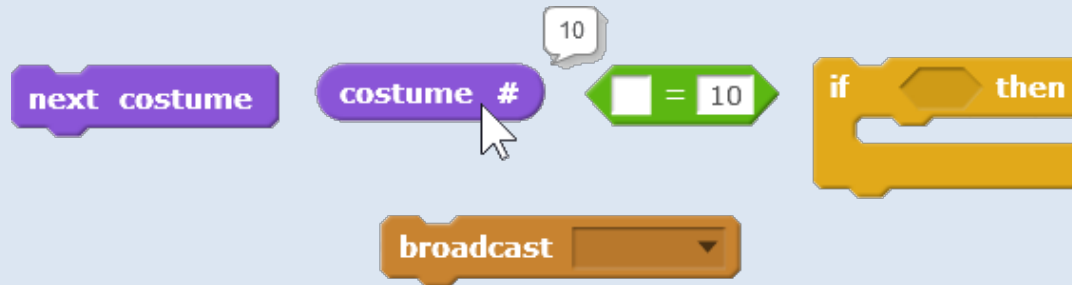 10
next costume
costume #
= 10
if then
broadcast